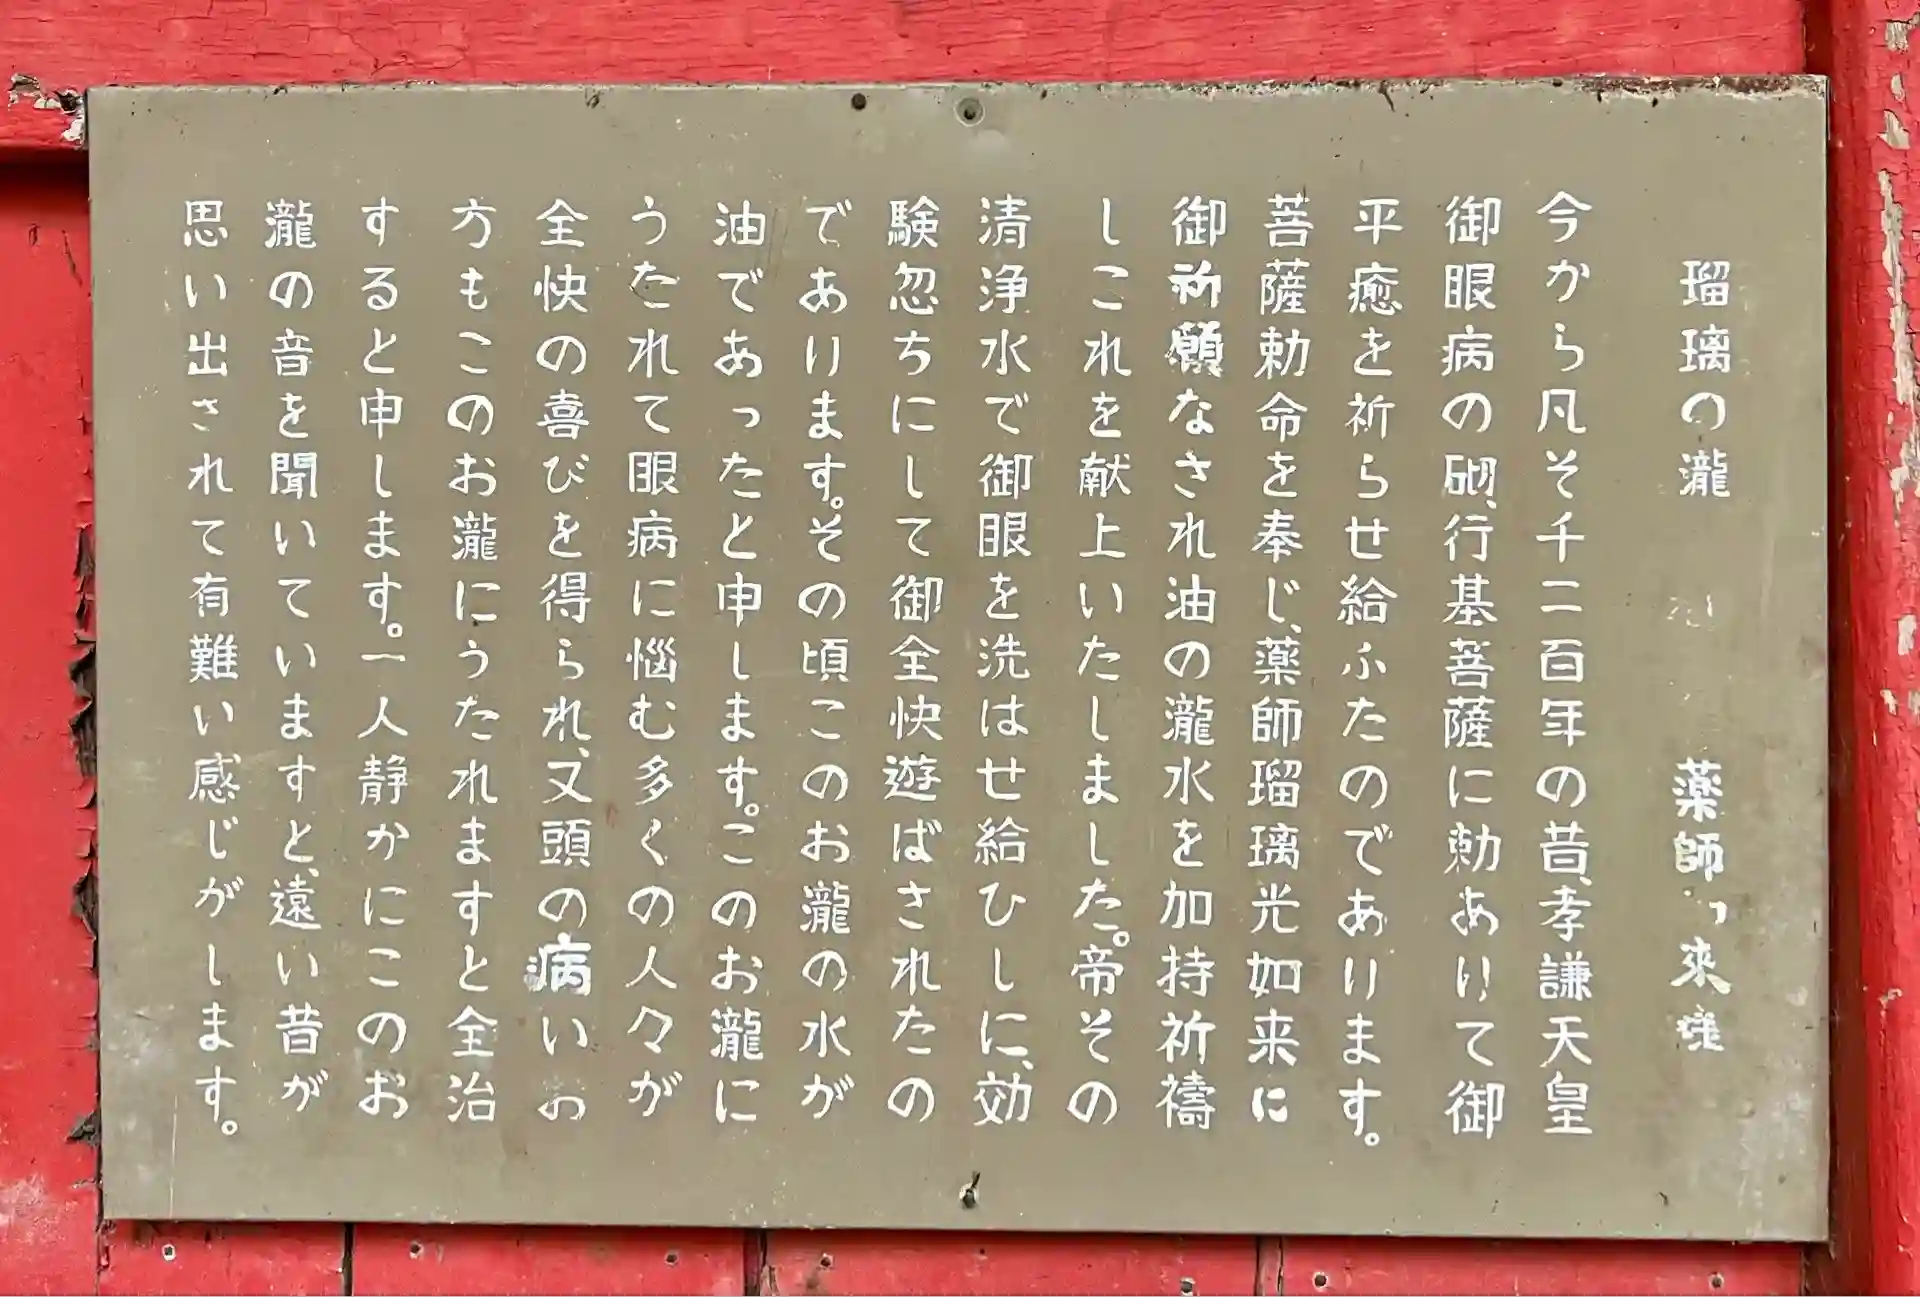 瑠璃の瀧　薬師 来
今から凡そ千二百年の昔、孝謙天皇
御眼病の砌、行基菩薩に勅ありて御
平癒を祈らせ給ふたのであります。
菩薩勅命を奉じ、薬師瑠璃光如来に
御祈願なされ油の瀧水を加持祈禱
しこれを献上いたしました。帝その
清浄水で御眼を洗はせ給ひしに、効
験忽ちにして御全快遊ばされたの
であります。その頃このお瀧の水が
油であったと申します。このお瀧に
うたれて眼病に悩む多くの人々が
全快の喜びを得られ、又頭の病いお
方もこのお瀧にうたれますと全治
すると申します。一人静かにこのお
瀧の音を聞いていますと、遠い昔が
思い出されて有難い感じがします。